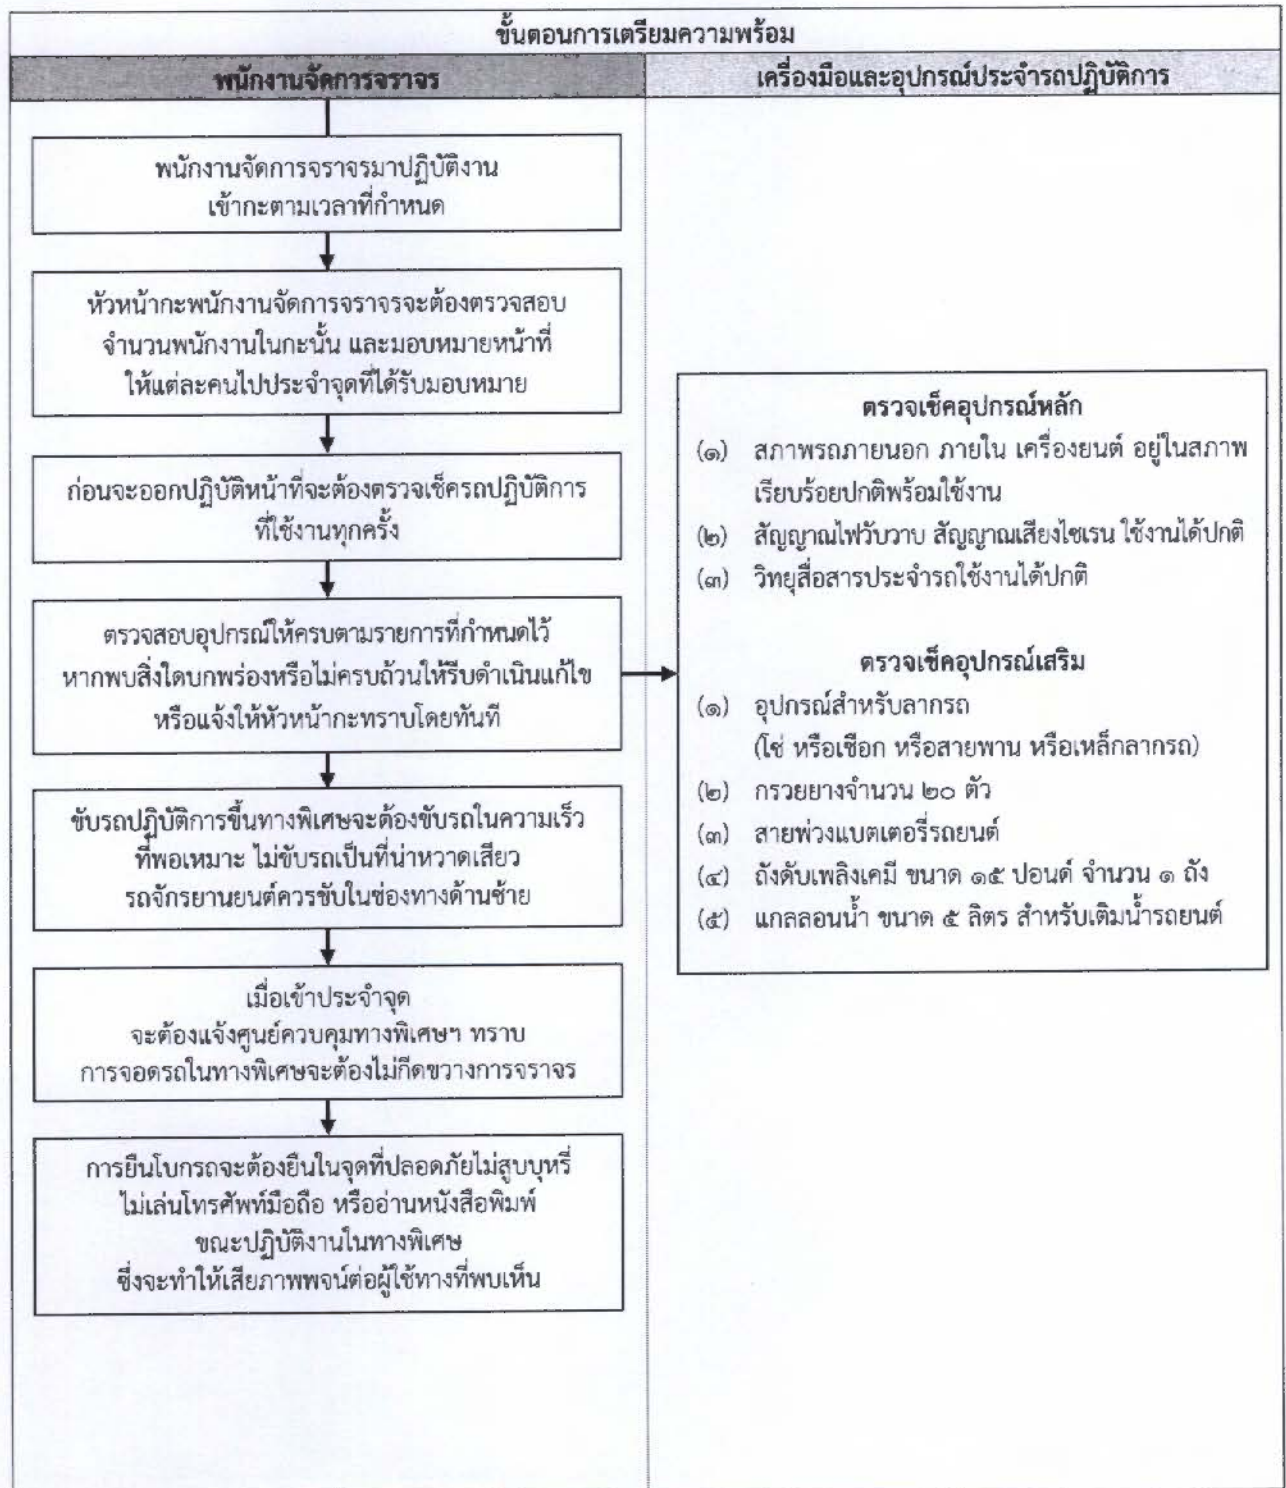 ขั้นตอนการเตรียมความพร้อม
พนักงานจัดการจราจร
เครื่องมือและอุปกรณ์ประจำรถปฏิบัติการ
พนักงานจัดการจราจรมาปฏิบัติงาน
เข้ากะตามเวลาที่กำหนด
หัวหน้ากะพนักงานจัดการจราจรจะต้องตรวจสอบ
จำนวนพนักงานในกะนั้น และมอบหมายหน้าที่
ให้แต่ละคนไปประจำจุดที่ได้รับมอบหมาย
ก่อนจะออกปฏิบัติหน้าที่จะต้องตรวจเช็ครถปฏิบัติการ
ที่ใช้งานทุกครั้ง
ตรวจสอบอุปกรณ์ให้ครบตามรายการที่กำหนดไว้
หากพบสิ่งใดบกพร่องหรือไม่ครบถ้วนให้รีบดำเนินแก้ไข
หรือแจ้งให้หัวหน้ากะทราบโดยทันที
ขับรถปฏิบัติการขึ้นทางพิเศษจะต้องขับรถในความเร็ว
ที่พอเหมาะ ไม่ขับรถเป็นที่น่าหวาดเสียว
รถจักรยานยนต์ควรขับในช่องทางด้านซ้าย
เมื่อเข้าประจำจุด
จะต้องแจ้งศูนย์ควบคุมทางพิเศษฯ ทราบ
การจอดรถในทางพิเศษจะต้องไม่กีดขวางการจราจร
การยืนโบกรถจะต้องยืนในจุดที่ปลอดภัยไม่สูบบุหรี่
ไม่เล่นโทรศัพท์มือถือ หรืออ่านหนังสือพิมพ์
ขณะปฏิบัติงานในทางพิเศษ
ซึ่งจะทำให้เสียภาพพจน์ต่อผู้ใช้ทางที่พบเห็น
ตรวจเช็คอุปกรณ์หลัก
(๑) สภาพรถภายนอก ภายใน เครื่องยนต์ อยู่ในสภาพ
เรียบร้อยปกติพร้อมใช้งาน
(๒) สัญญาณไฟวับวาบ สัญญาณเสียงไซเรน ใช้งานได้ปกติ
(๓) วิทยุสื่อสารประจำรถใช้งานได้ปกติ
ตรวจเช็คอุปกรณ์เสริม
(๑) อุปกรณ์สำหรับลากรถ
(โซ่ หรือเชือก หรือสายพาน หรือเหล็กลากรถ)
(๒) กรวยยางจำนวน ๒๐ ตัว
(๓) สายพ่วงแบตเตอรี่รถยนต์
(๔) ถังดับเพลิงเคมี ขนาด ๑๕ ปอนด์ จำนวน ๑ ถัง
(๕) แกลลอนน้ำ ขนาด ๕ ลิตร สำหรับเติมน้ำรถยนต์